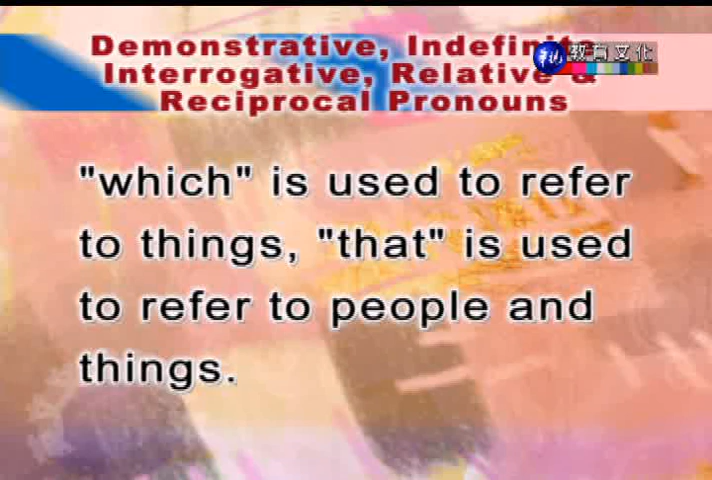 Demonstrative, Indefinite,
Interrogative, Relative &
Reciprocal Pronouns
教育文化
"which" is used to refer
to things, "that" is used
to refer to people and
things.